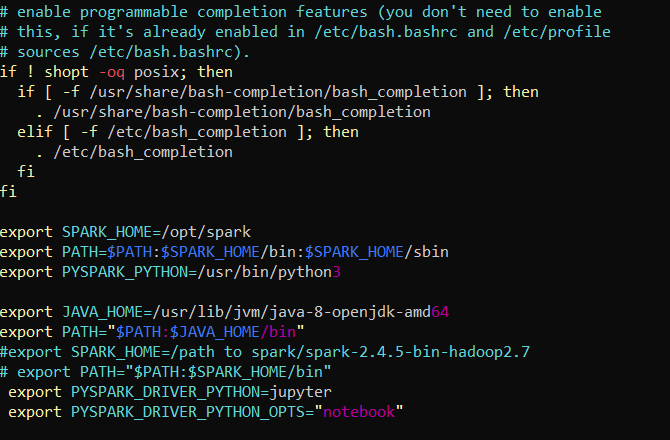 # enable programmable completion features (you don't need to enable
# this, if it's already enabled in /etc/bash.bashrc and /etc/profile
# sources /etc/bash.bashrc).
if ! shopt -oq posix; then
  if [ -f /usr/share/bash-completion/bash_completion ]; then
    . /usr/share/bash-completion/bash_completion
  elif [ -f /etc/bash_completion ]; then
    . /etc/bash_completion
  fi
fi

export SPARK_HOME=/opt/spark
export PATH=$PATH:$SPARK_HOME/bin:$SPARK_HOME/sbin
export PYSPARK_PYTHON=/usr/bin/python3

export JAVA_HOME=/usr/lib/jvm/java-8-openjdk-amd64
export PATH="$PATH:$JAVA_HOME/bin"
#export SPARK_HOME=/path to spark/spark-2.4.5-bin-hadoop2.7
# export PATH="$PATH:$SPARK_HOME/bin"
 export PYSPARK_DRIVER_PYTHON=jupyter
 export PYSPARK_DRIVER_PYTHON_OPTS="notebook"